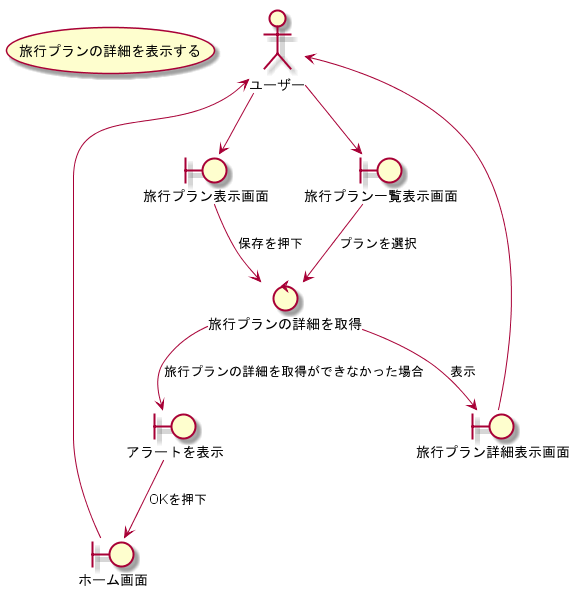 旅行プランの詳細を表示する
ユーザー
旅行プラン表示画面
旅行プラン一覧表示画面
保存を押下
プランを選択
旅行プランの詳細を取得
旅行プランの詳細を取得ができなかった場合
表示
アラートを表示
旅行プラン詳細表示画面
OKを押下
ホーム画面